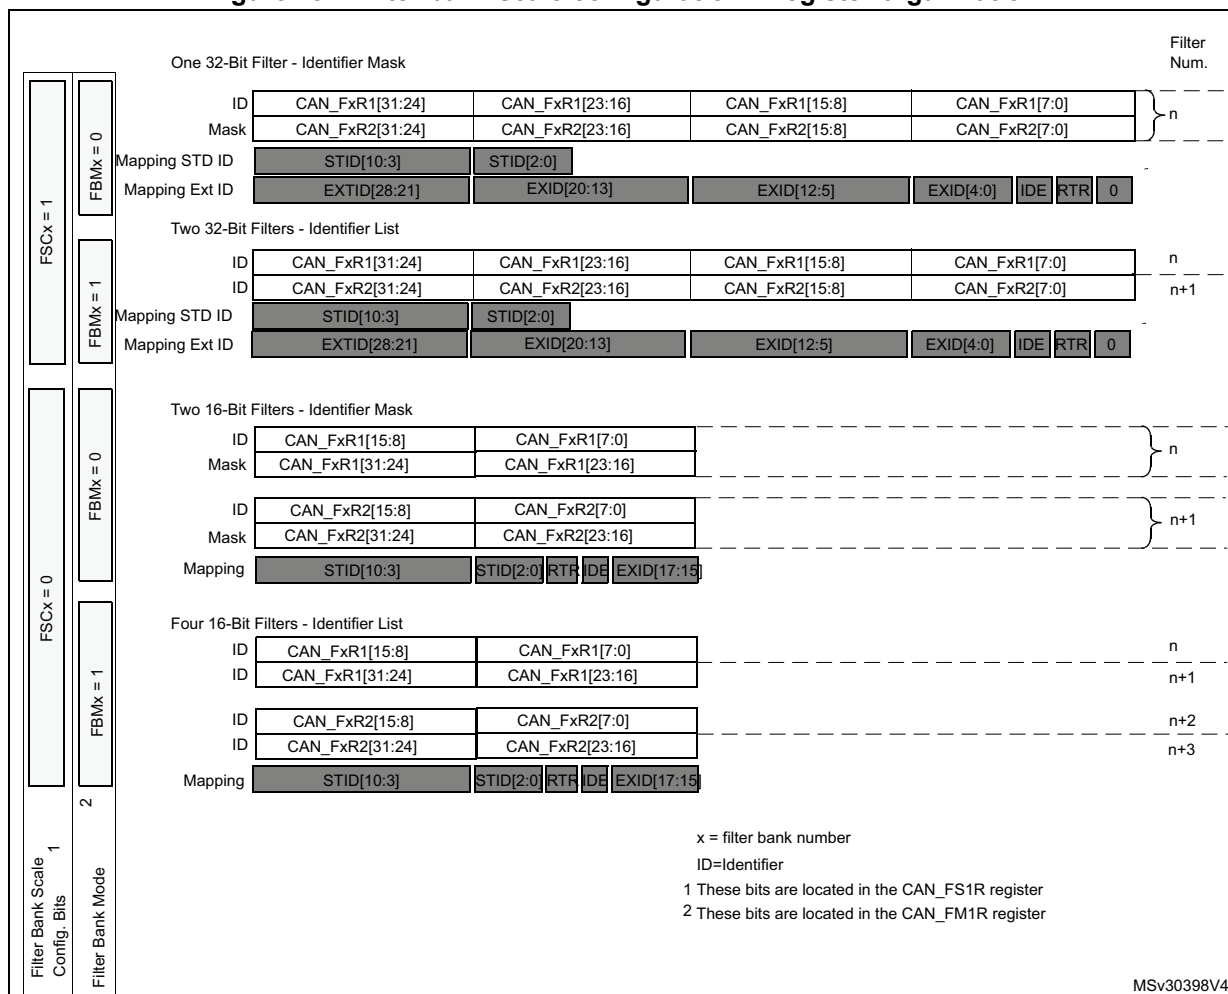 Filter
Num.
One 32-Bit Filter - Identifier Mask
ID CAN_FxR1[31:24] CAN_FxR1[23:16] CAN_FxR1[15:8] CAN_FxR1[7:0] n
Mask CAN_FxR2[31:24] CAN_FxR2[23:16] CAN_FxR2[15:8] CAN_FxR2[7:0]
Mapping STD ID STID[10:3] STID[2:0]
Mapping Ext ID EXTID[28:21] EXID[20:13] EXID[12:5] EXID[4:0] IDE RTR 0
FSCx = 1
FBMx = 0
Two 32-Bit Filters - Identifier List
ID CAN_FxR1[31:24] CAN_FxR1[23:16] CAN_FxR1[15:8] CAN_FxR1[7:0] n
ID CAN_FxR2[31:24] CAN_FxR2[23:16] CAN_FxR2[15:8] CAN_FxR2[7:0] n+1
Mapping STD ID STID[10:3] STID[2:0]
Mapping Ext ID EXTID[28:21] EXID[20:13] EXID[12:5] EXID[4:0] IDE RTR 0
FBMx = 1
Two 16-Bit Filters - Identifier Mask
ID CAN_FxR1[15:8] CAN_FxR1[7:0] n
Mask CAN_FxR1[31:24] CAN_FxR1[23:16]
ID CAN_FxR2[15:8] CAN_FxR2[7:0] n+1
Mask CAN_FxR2[31:24] CAN_FxR2[23:16]
Mapping STID[10:3] STID[2:0] RTR IDE EXID[17:15]
FSCx = 0
FBMx = 0
Four 16-Bit Filters - Identifier List
ID CAN_FxR1[15:8] CAN_FxR1[7:0] n
ID CAN_FxR1[31:24] CAN_FxR1[23:16] n+1
ID CAN_FxR2[15:8] CAN_FxR2[7:0] n+2
ID CAN_FxR2[31:24] CAN_FxR2[23:16] n+3
Mapping STID[10:3] STID[2:0] RTR IDE EXID[17:15]
FBMx = 1
Filter Bank Scale
Config. Bits 1
Filter Bank Mode 2
x = filter bank number
ID=Identifier
1 These bits are located in the CAN_FS1R register
2 These bits are located in the CAN_FM1R register
MSv30398V4